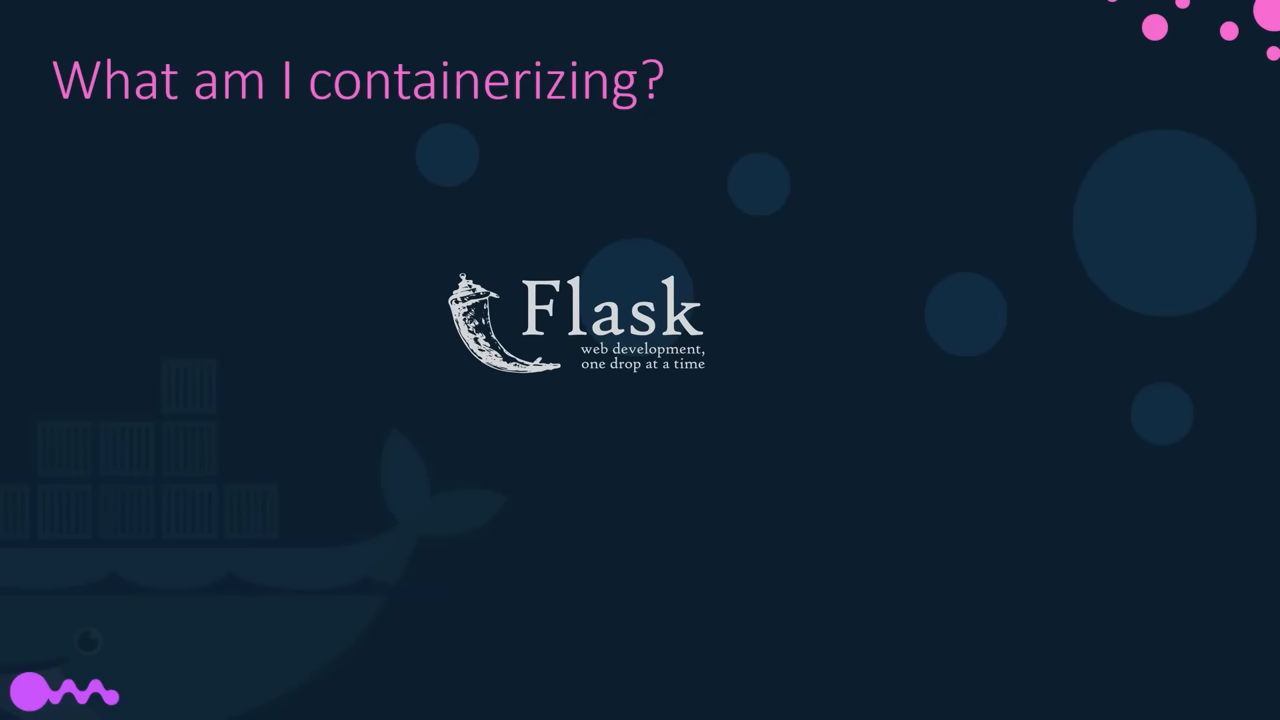 What am I containerizing?
Flask
web development,
one drop at a time